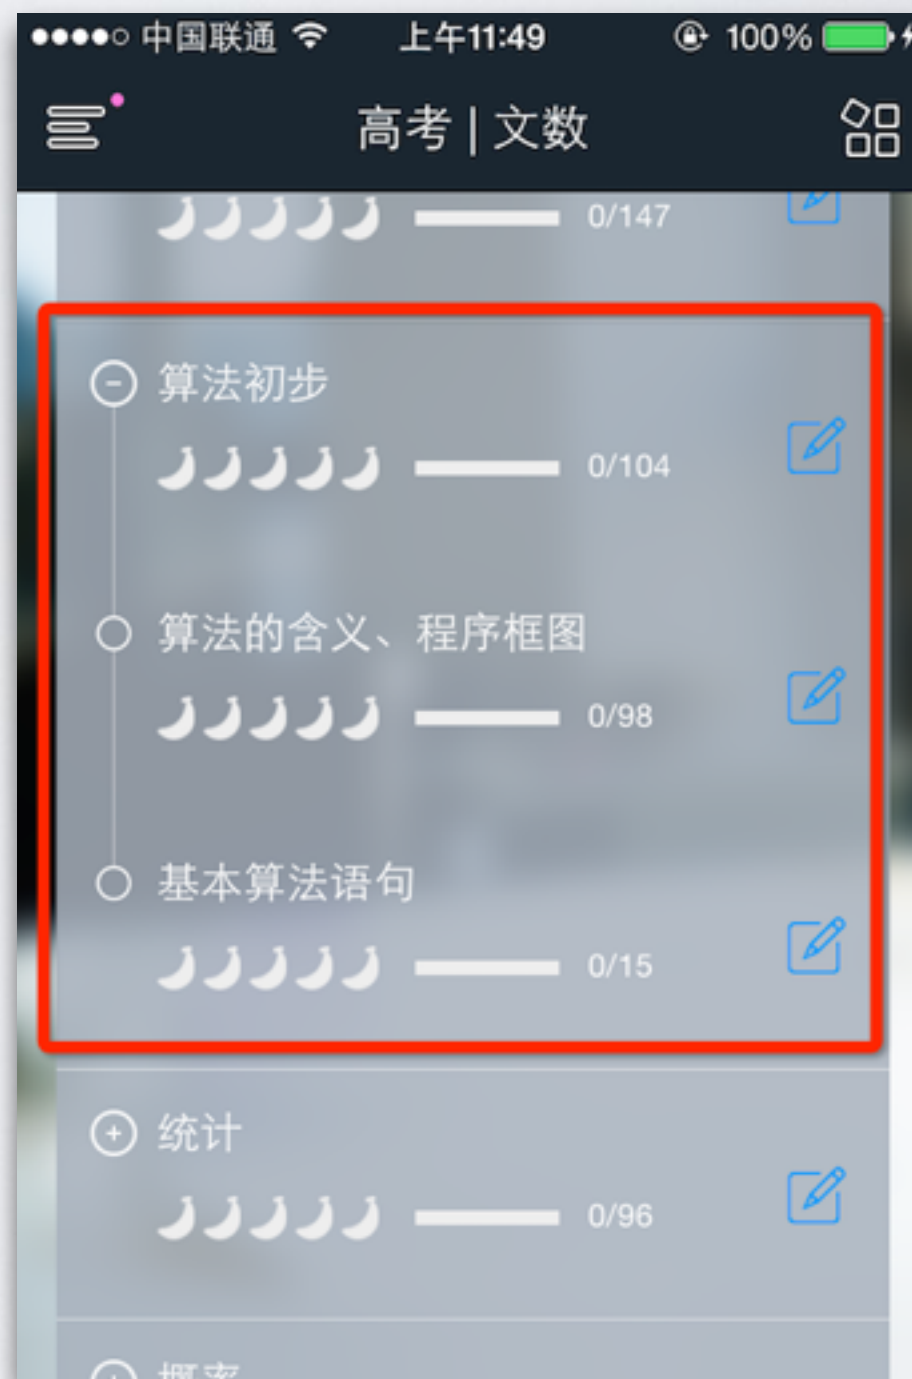 中国联通 上午11:49 100%
高考 | 文数
0/147
算法初步
0/104
算法的含义、程序框图
0/98
基本算法语句
0/15
统计
0/96
概率